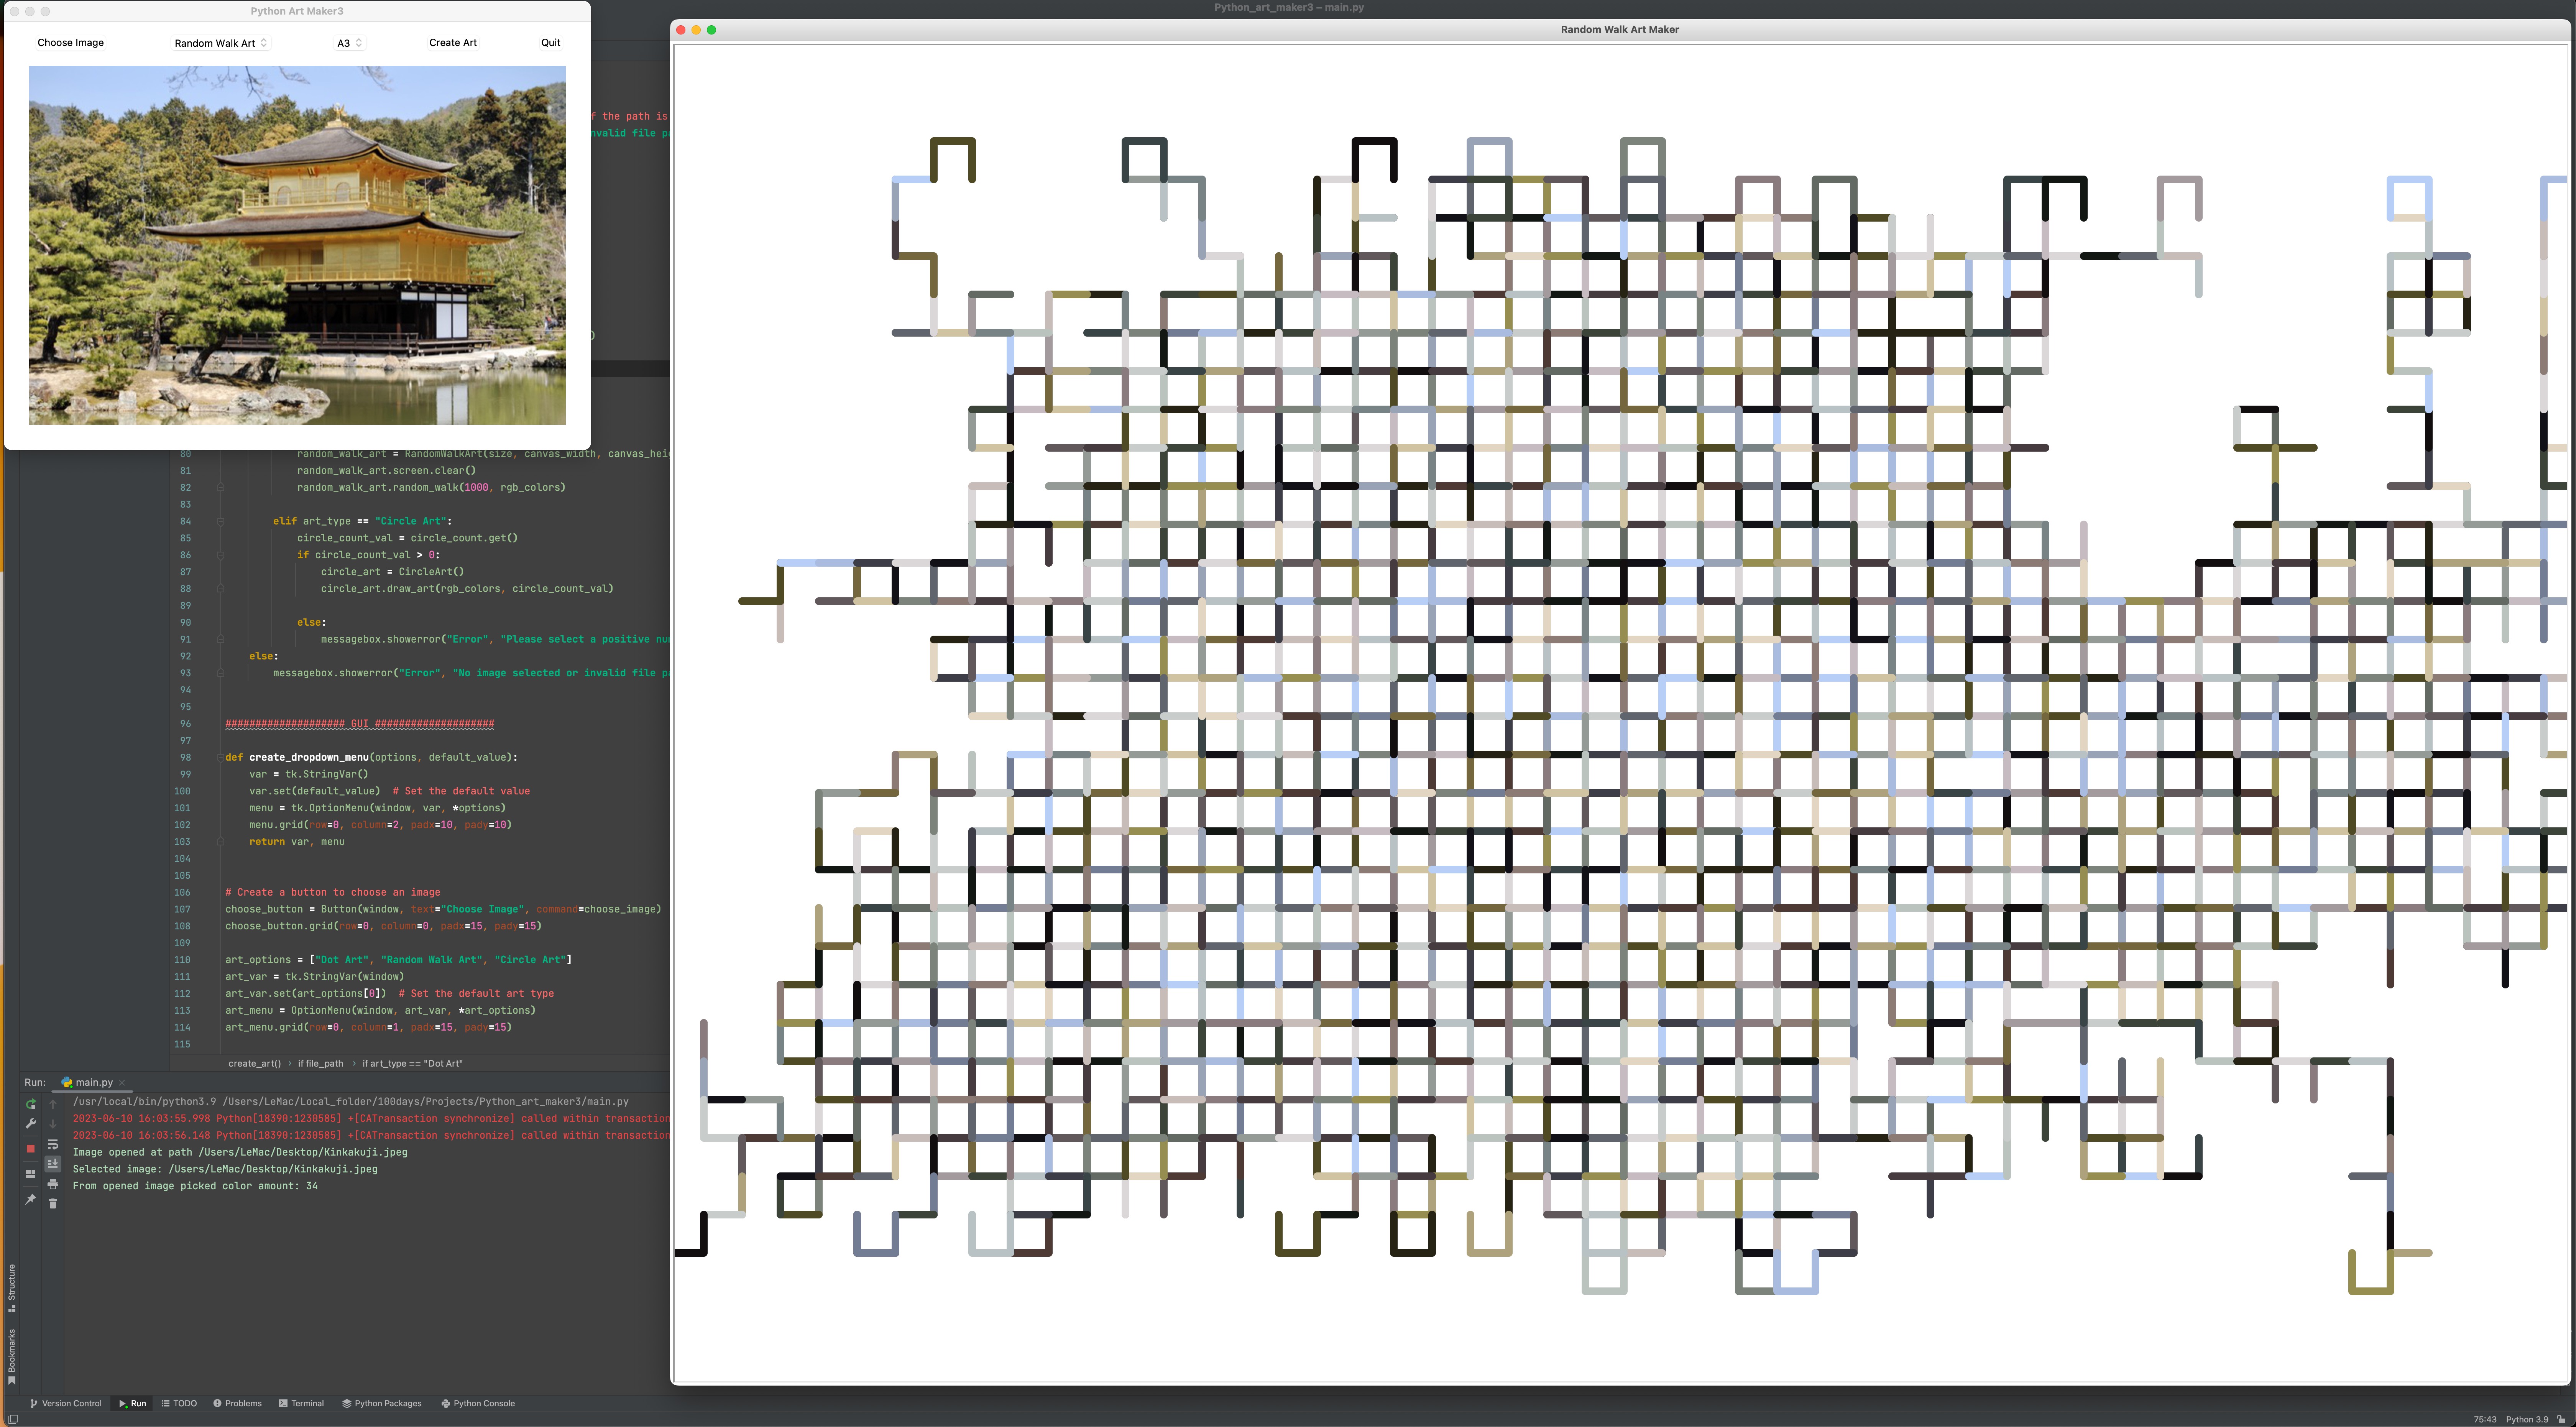 Python_art_maker3 – main.py
Python Art Maker3
Choose Image Random Walk Art A3 Create Art Quit
Random Walk Art Maker
f the path is
nvalid file pa
)
80 random_walk_art = RandomWalkArt(size, canvas_width, canvas_hei
81 random_walk_art.screen.clear()
82 random_walk_art.random_walk(1000, rgb_colors)
83
84 elif art_type == "Circle Art":
85 circle_count_val = circle_count.get()
86 if circle_count_val > 0:
87 circle_art = CircleArt()
88 circle_art.draw_art(rgb_colors, circle_count_val)
89
90 else:
91 messagebox.showerror("Error", "Please select a positive nu
92 else:
93 messagebox.showerror("Error", "No image selected or invalid file pa
94
95
96 #################### GUI ####################
97
98 def create_dropdown_menu(options, default_value):
99 var = tk.StringVar()
100 var.set(default_value) # Set the default value
101 menu = tk.OptionMenu(window, var, *options)
102 menu.grid(row=0, column=2, padx=10, pady=10)
103 return var, menu
104
105
106 # Create a button to choose an image
107 choose_button = Button(window, text="Choose Image", command=choose_image)
108 choose_button.grid(row=0, column=0, padx=15, pady=15)
109
110 art_options = ["Dot Art", "Random Walk Art", "Circle Art"]
111 art_var = tk.StringVar(window)
112 art_var.set(art_options[0]) # Set the default art type
113 art_menu = OptionMenu(window, art_var, *art_options)
114 art_menu.grid(row=0, column=1, padx=15, pady=15)
115
create_art() › if file_path › if art_type == "Dot Art"
Run: main.py
/usr/local/bin/python3.9 /Users/LeMac/Local_folder/100days/Projects/Python_art_maker3/main.py
2023-06-10 16:03:55.998 Python[18390:1230585] +[CATransaction synchronize] called within transaction
2023-06-10 16:03:56.148 Python[18390:1230585] +[CATransaction synchronize] called within transaction
Image opened at path /Users/LeMac/Desktop/Kinkakuji.jpeg
Selected image: /Users/LeMac/Desktop/Kinkakuji.jpeg
From opened image picked color amount: 34
Structure
Bookmarks
Version Control Run TODO Problems Terminal Python Packages Python Console
75:43 Python 3.9